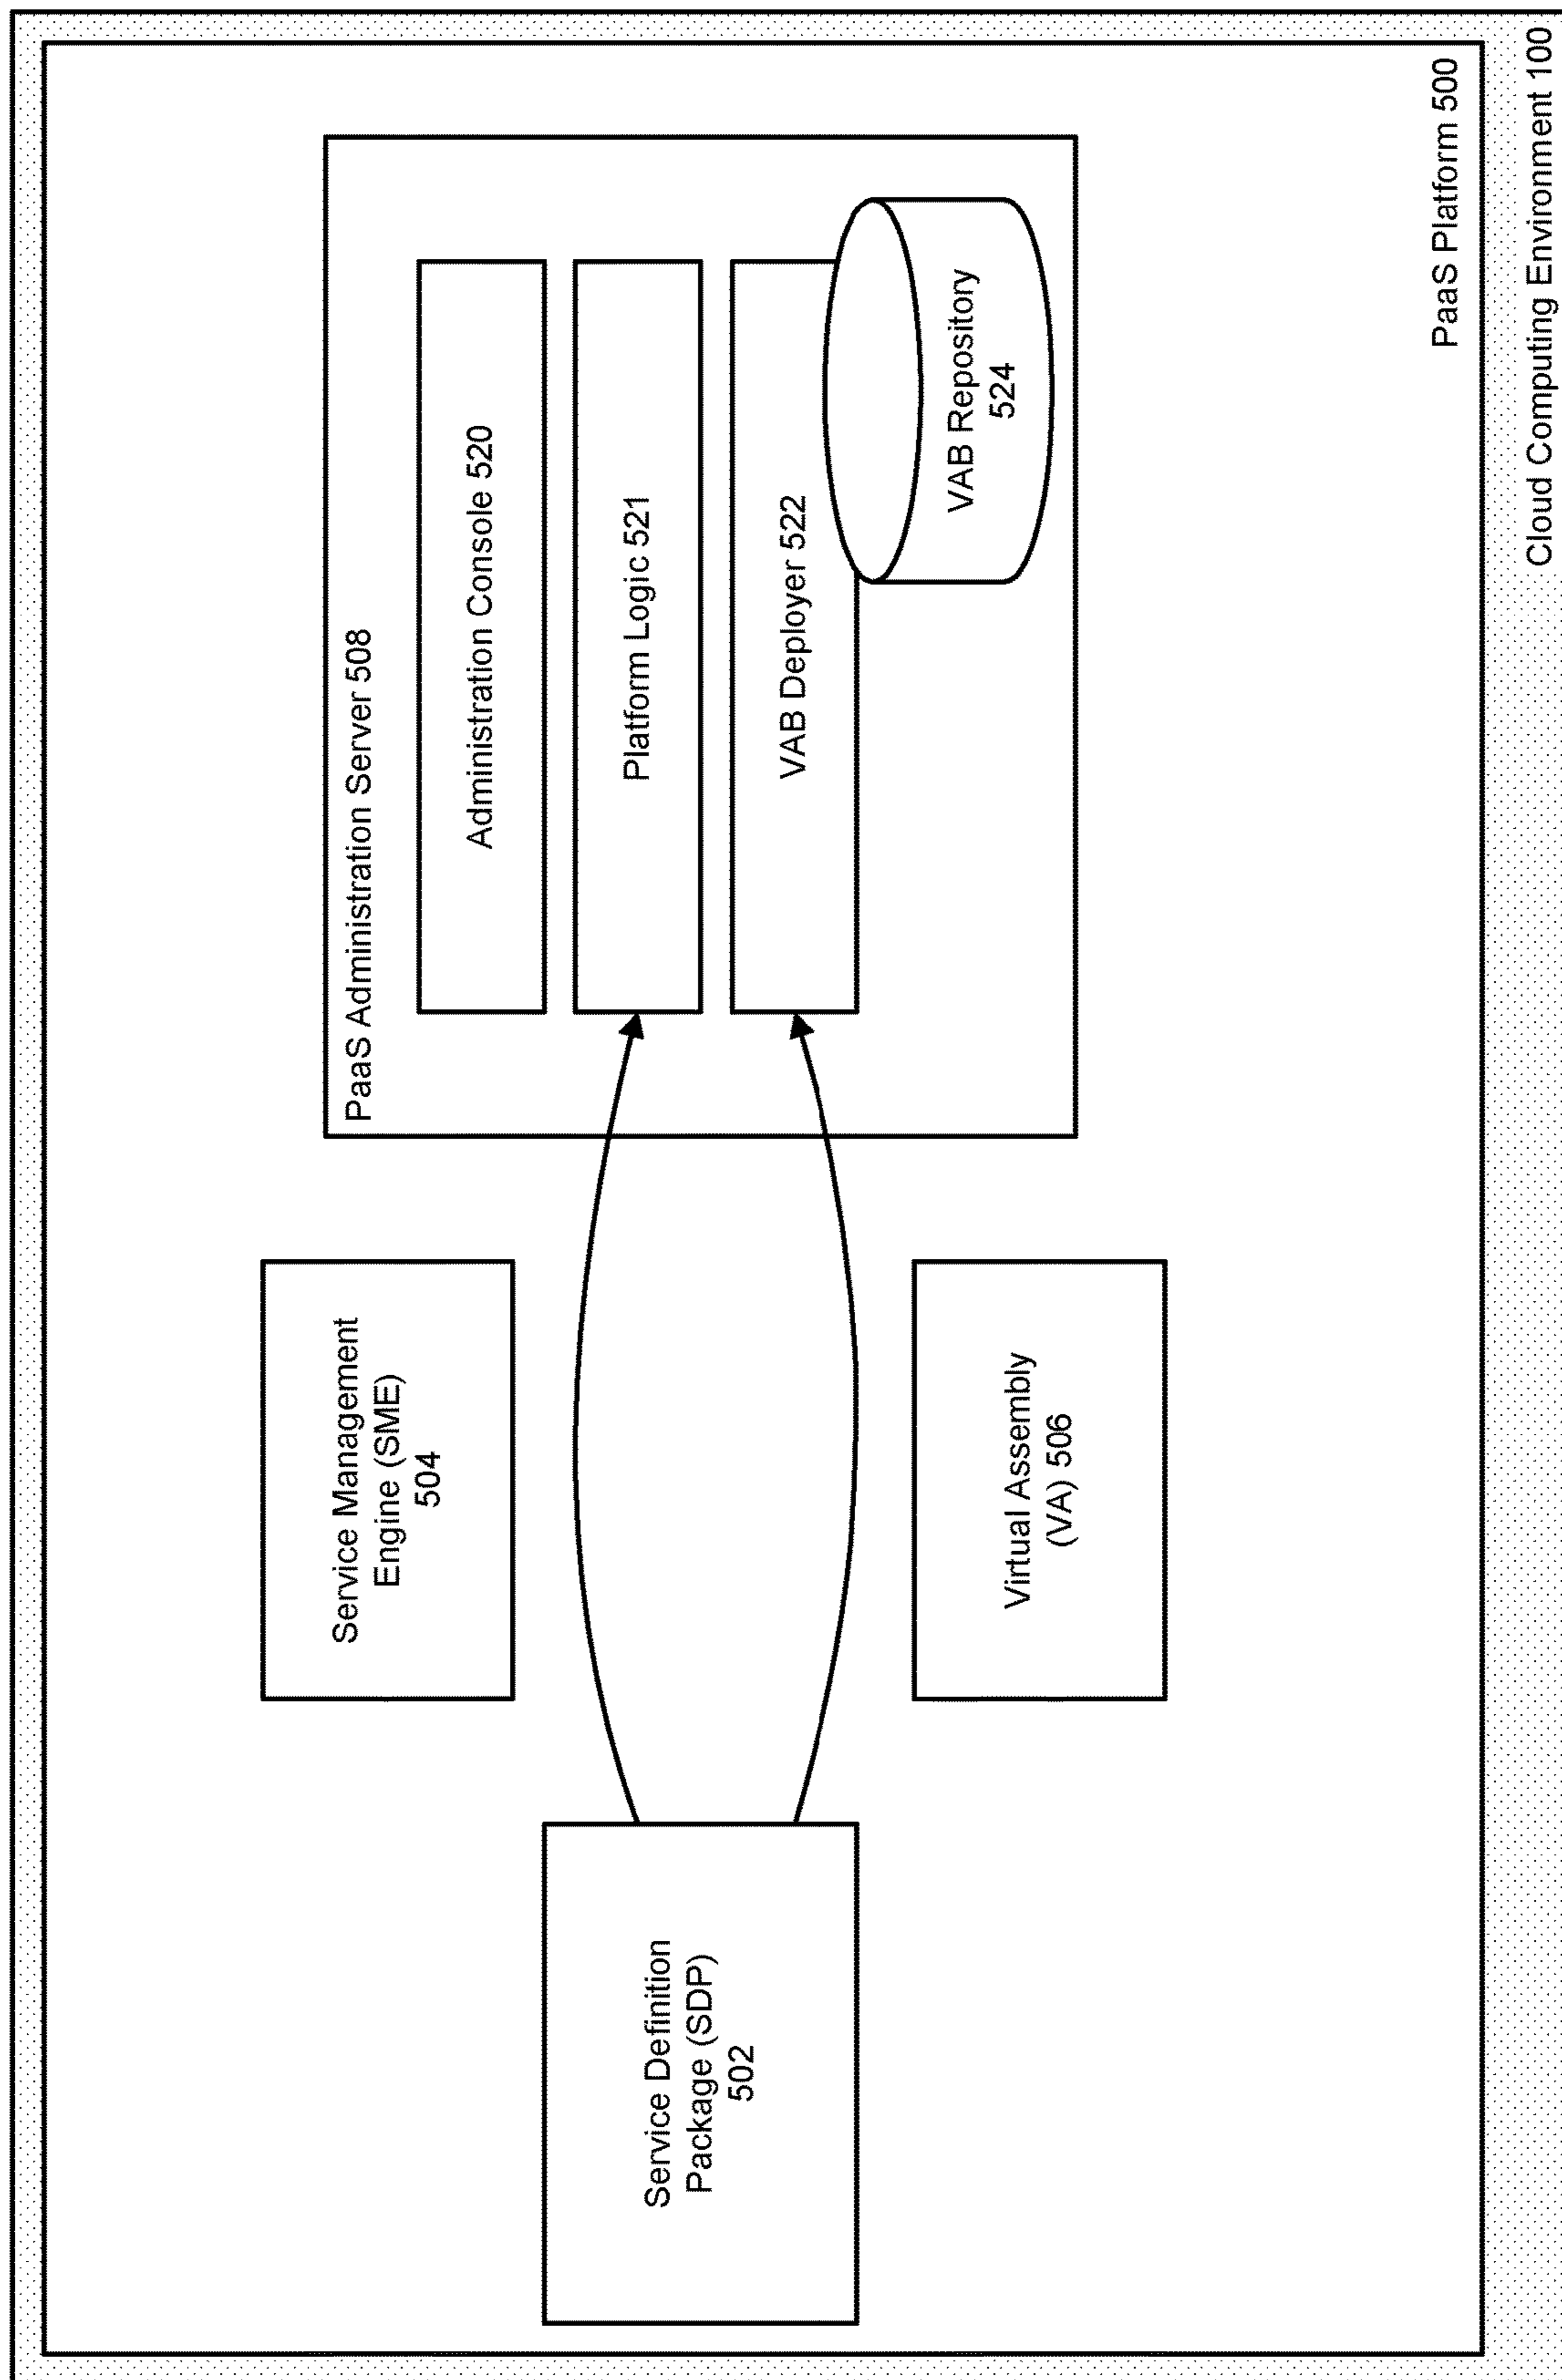 Service Definition
Package (SDP)
502
Service Management
Engine (SME)
504
Virtual Assembly
(VA) 506
PaaS Administration Server 508
Administration Console 520
Platform Logic 521
VAB Deployer 522
VAB Repository
524
PaaS Platform 500
Cloud Computing Environment 100